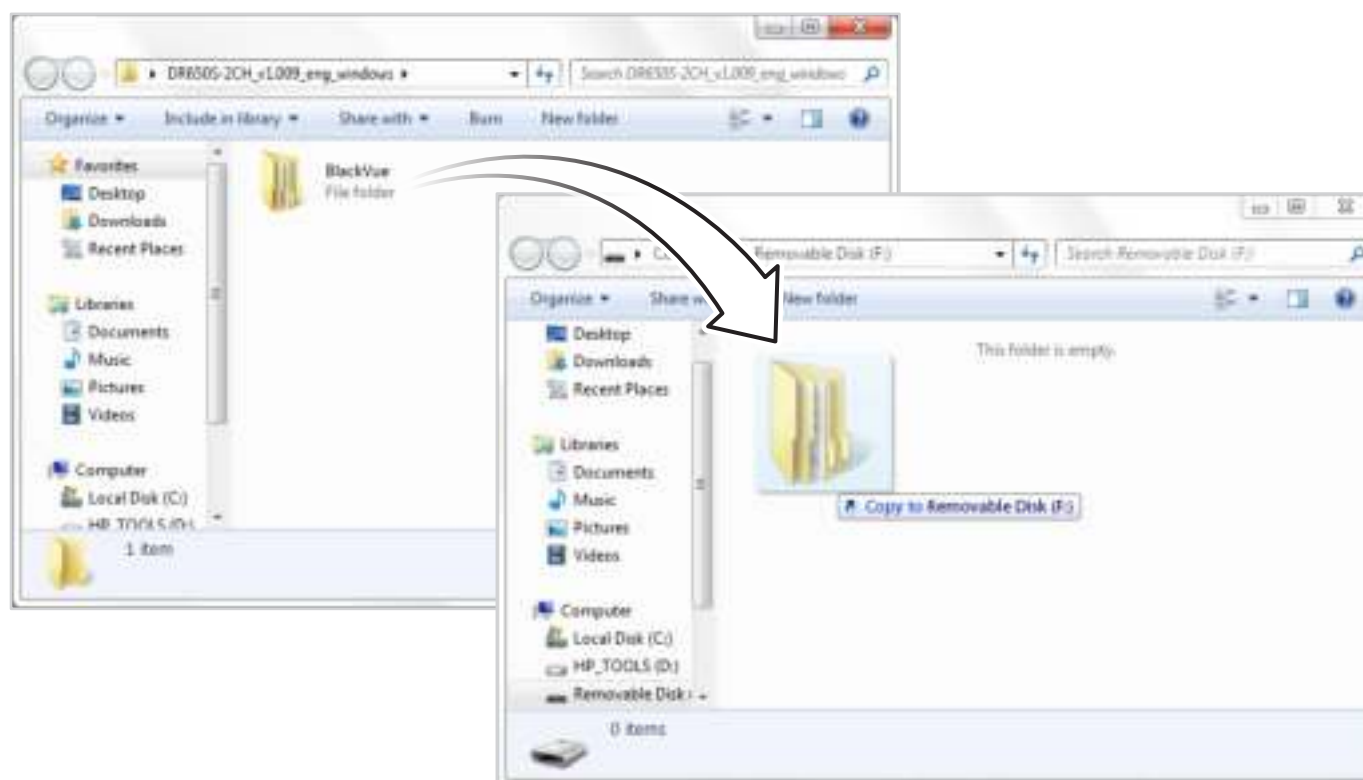 DR650S-2CH_v1.009_eng_windows
Search DR650S-2CH_v1.009_eng_windows
Organize Include in library Share with Burn New folder
Favorites
Desktop
Downloads
Recent Places
Libraries
Documents
Music
Pictures
Videos
Computer
Local Disk (C:)
HP_TOOLS (D:)
1 item
BlackVue
File folder
Removable Disk (F:)
Search Removable Disk (F:)
Organize Share New folder
Desktop
Downloads
Recent Places
Libraries
Documents
Music
Pictures
Videos
Computer
Local Disk (C:)
HP_TOOLS (D:)
Removable Disk
0 items
This folder is empty.
Copy to Removable Disk (F:)